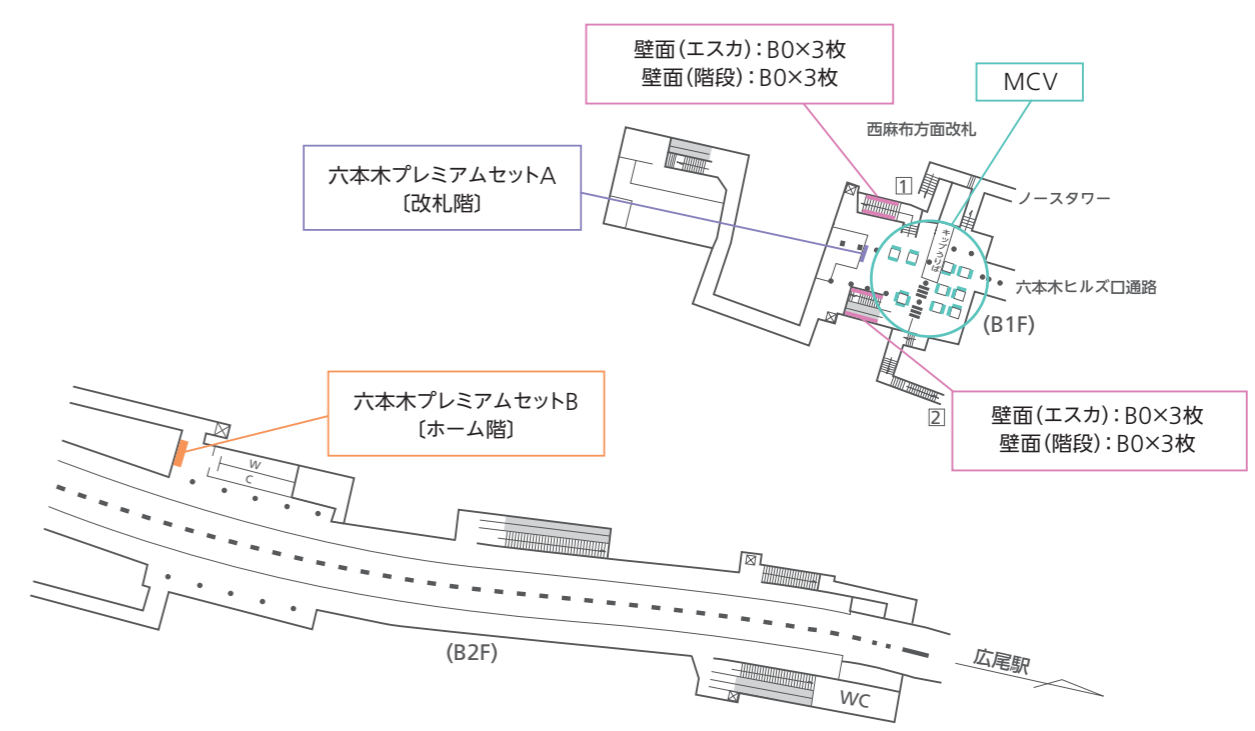 壁面(エスカ):B0×3枚
壁面(階段):B0×3枚
MCV
西麻布方面改札
六本木プレミアムセットA
〔改札階〕
1
ノースタワー
キップうりば
六本木ヒルズ口通路
(B1F)
六本木プレミアムセットB
〔ホーム階〕
2
壁面(エスカ):B0×3枚
壁面(階段):B0×3枚
W
C
(B2F)
広尾駅
WC